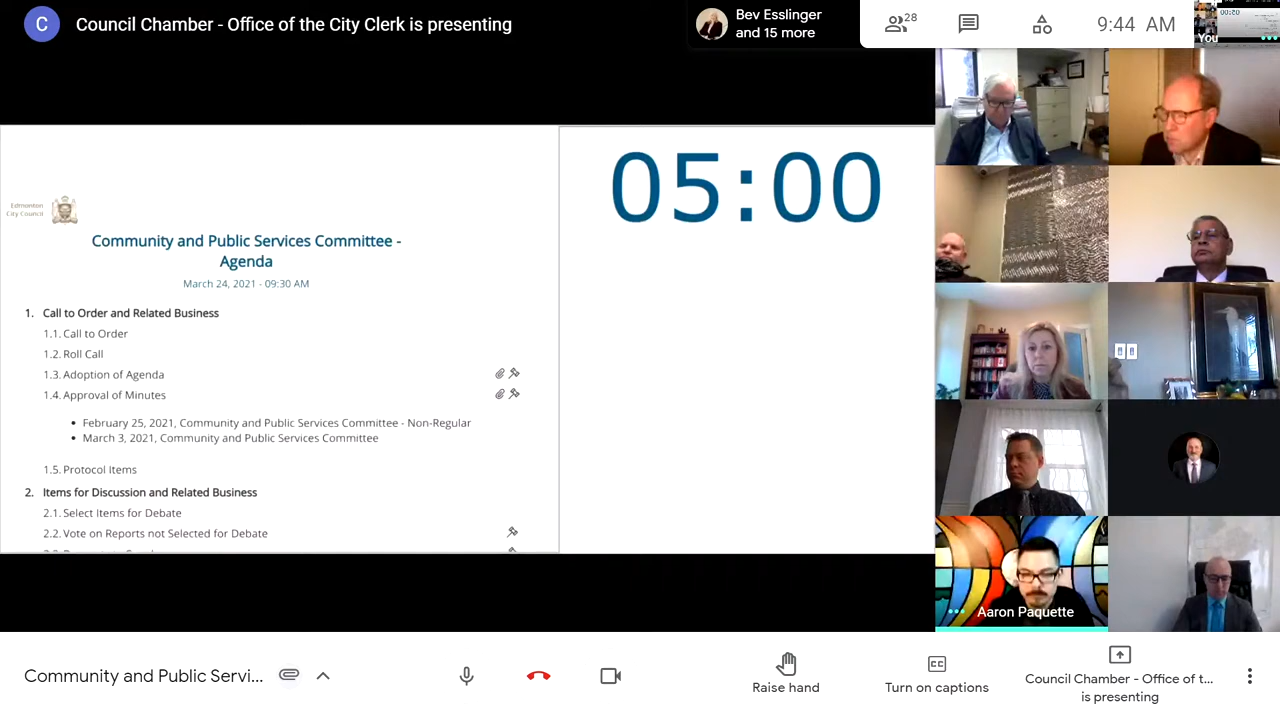 C Council Chamber - Office of the City Clerk is presenting
Bev Esslinger
and 15 more
28
9:44 AM
You
Edmonton
City Council
05:00
Community and Public Services Committee -
Agenda
March 24, 2021 - 09:30 AM
1. Call to Order and Related Business
1.1. Call to Order
1.2. Roll Call
1.3. Adoption of Agenda
1.4. Approval of Minutes
• February 25, 2021, Community and Public Services Committee - Non-Regular
• March 3, 2021, Community and Public Services Committee
1.5. Protocol Items
2. Items for Discussion and Related Business
2.1. Select Items for Debate
2.2. Vote on Reports not Selected for Debate
Aaron Paquette
Community and Public Servi...
Raise hand
CC
Turn on captions
Council Chamber - Office of t...
is presenting